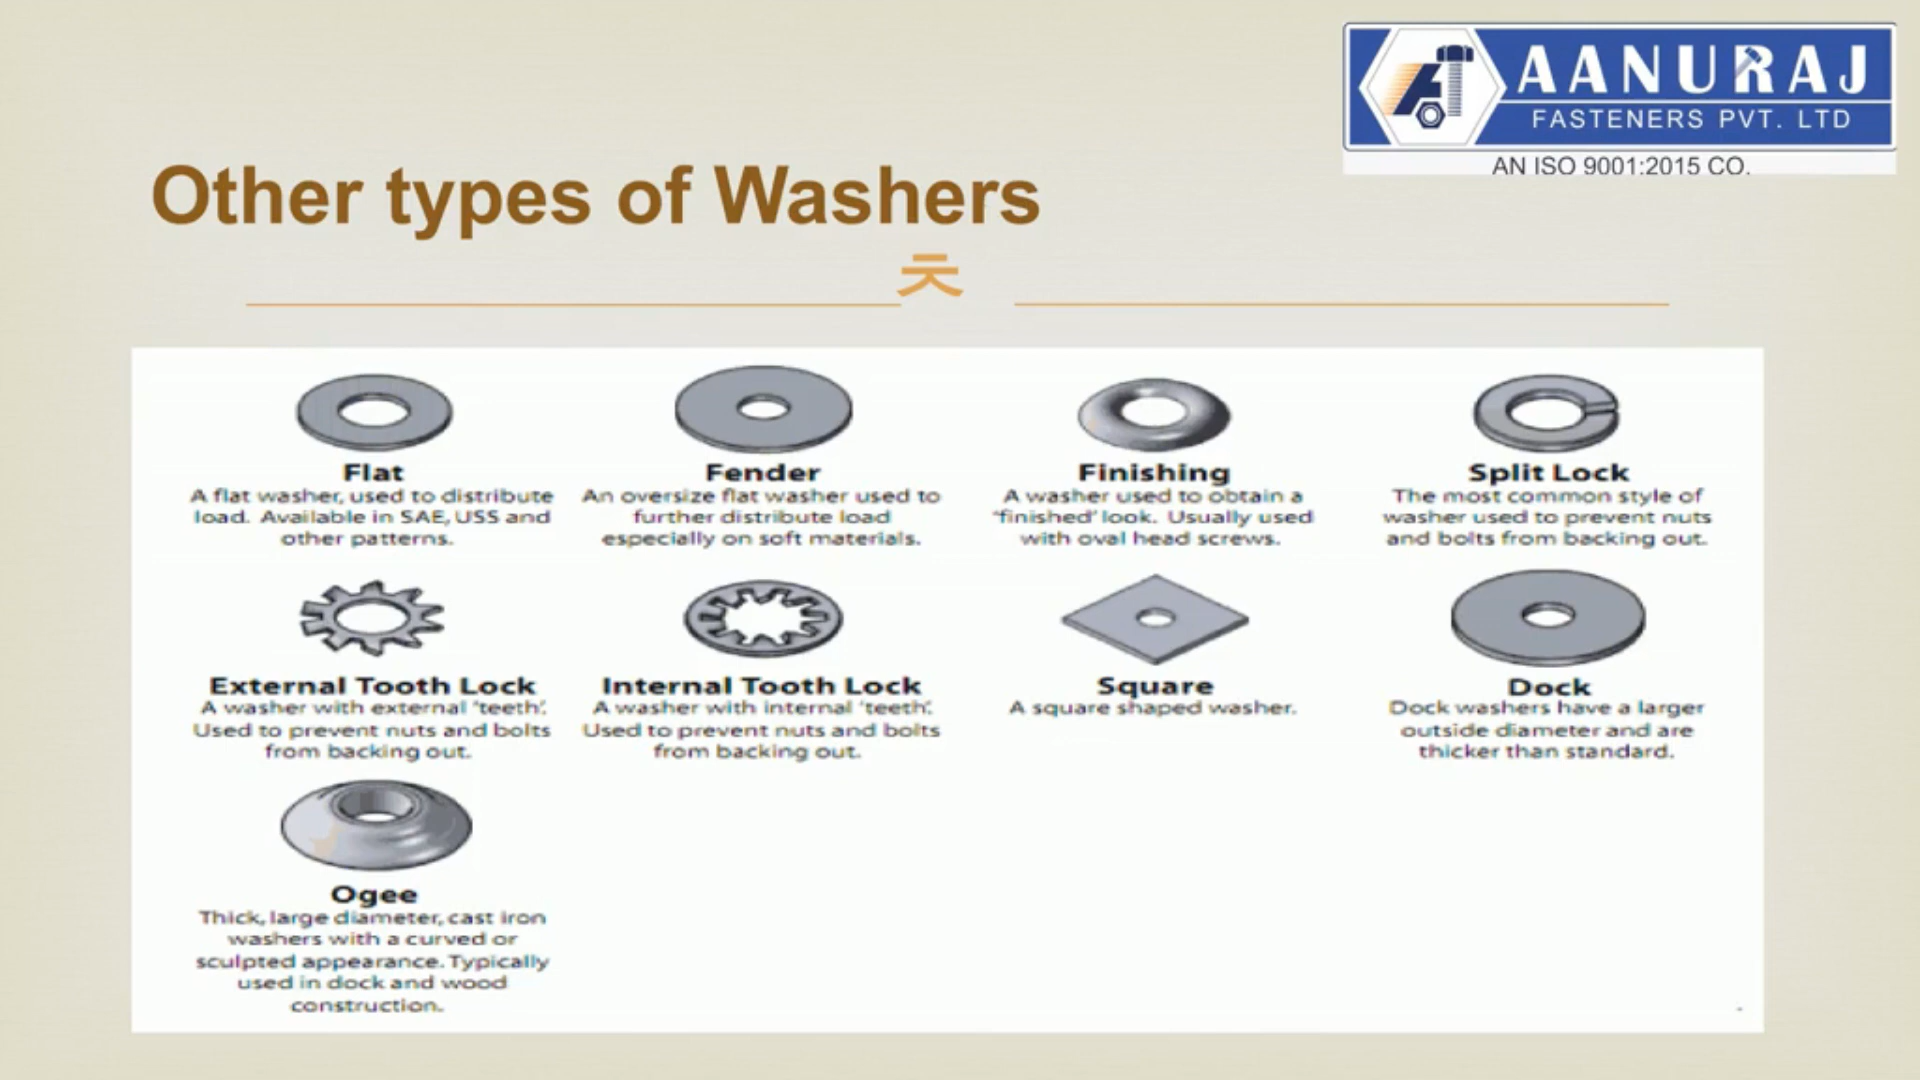 AANURAJ
FASTENERS PVT. LTD
AN ISO 9001:2015 CO.
Other types of Washers
ㅊ
Flat
A flat washer, used to distribute
load. Available in SAE, USS and
other patterns.
Fender
An oversize flat washer used to
further distribute load
especially on soft materials.
Finishing
A washer used to obtain a
'finished' look. Usually used
with oval head screws.
Split Lock
The most common style of
washer used to prevent nuts
and bolts from backing out.
External Tooth Lock
A washer with external 'teeth'.
Used to prevent nuts and bolts
from backing out.
Internal Tooth Lock
A washer with internal 'teeth'.
Used to prevent nuts and bolts
from backing out.
Square
A square shaped washer.
Dock
Dock washers have a larger
outside diameter and are
thicker than standard.
Ogee
Thick, large diameter, cast iron
washers with a curved or
sculpted appearance. Typically
used in dock and wood
construction.